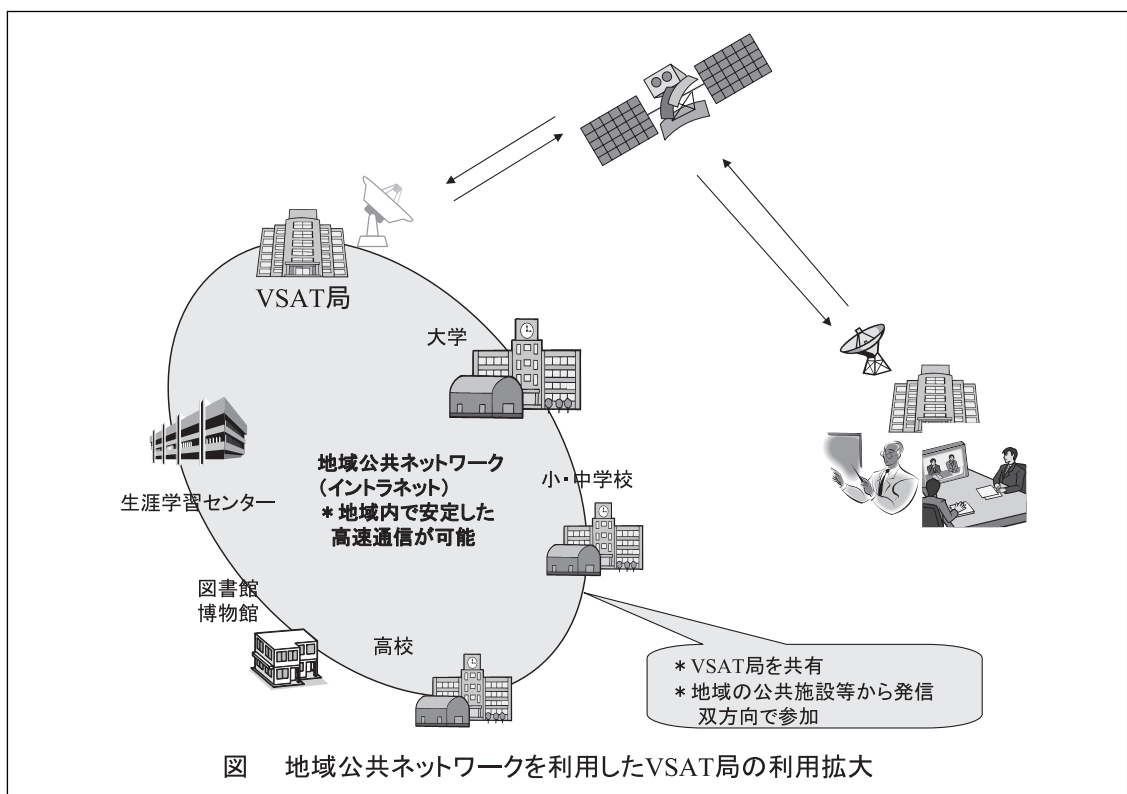 VSAT局
大学
地域公共ネットワーク
(イントラネット)
＊地域内で安定した
高速通信が可能
小・中学校
生涯学習センター
図書館
博物館
高校
＊VSAT局を共有
＊地域の公共施設等から発信
双方向で参加
図 地域公共ネットワークを利用したVSAT局の利用拡大